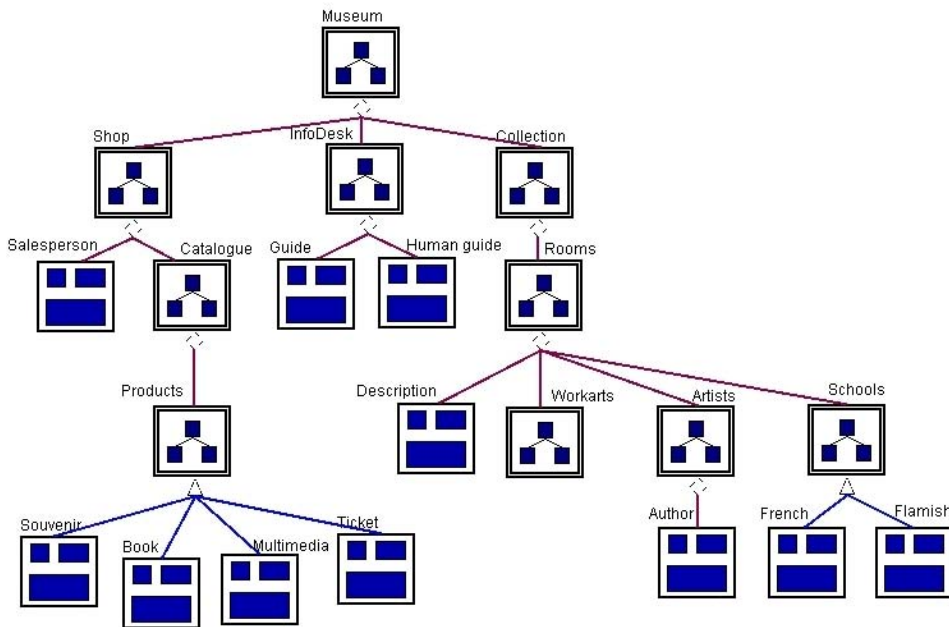 Museum
Shop
InfoDesk
Collection
Salesperson
Catalogue
Guide
Human guide
Rooms
Products
Description
Workarts
Artists
Schools
Souvenir
Book
Multimedia
Ticket
Author
French
Flamish